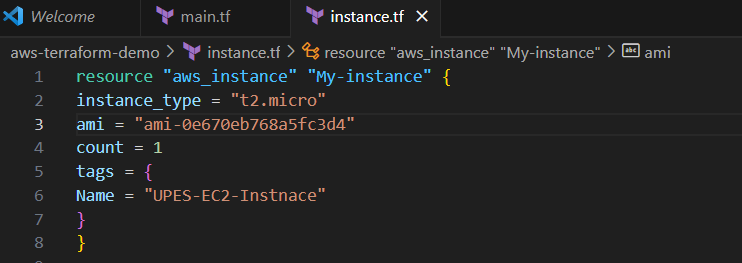 Welcome main.tf instance.tf ×
aws-terraform-demo > instance.tf > resource "aws_instance" "My-instance" > abc ami
1 resource "aws_instance" "My-instance" {
2 instance_type = "t2.micro"
3 ami = "ami-0e670eb768a5fc3d4"
4 count = 1
5 tags = {
6 Name = "UPES-EC2-Instnace"
7 }
8 }